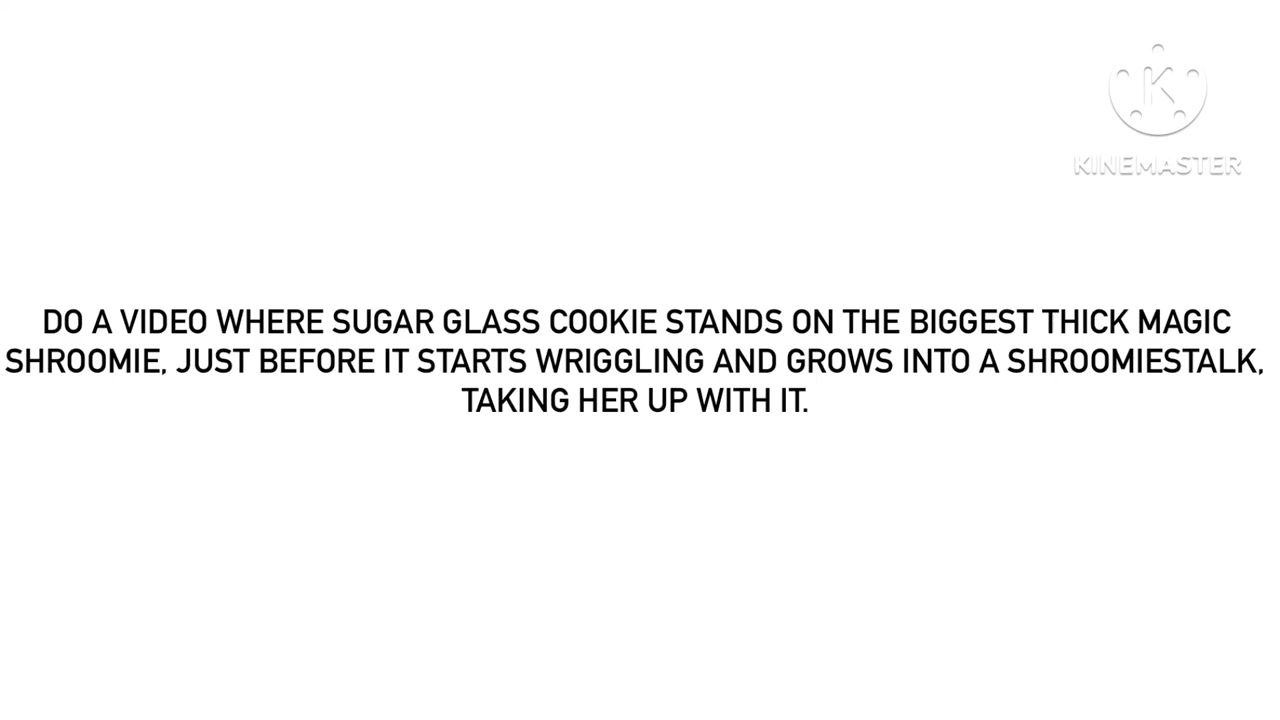 KINEMASTER
DO A VIDEO WHERE SUGAR GLASS COOKIE STANDS ON THE BIGGEST THICK MAGIC
SHROOMIE, JUST BEFORE IT STARTS WRIGGLING AND GROWS INTO A SHROOMIESTALK,
TAKING HER UP WITH IT.